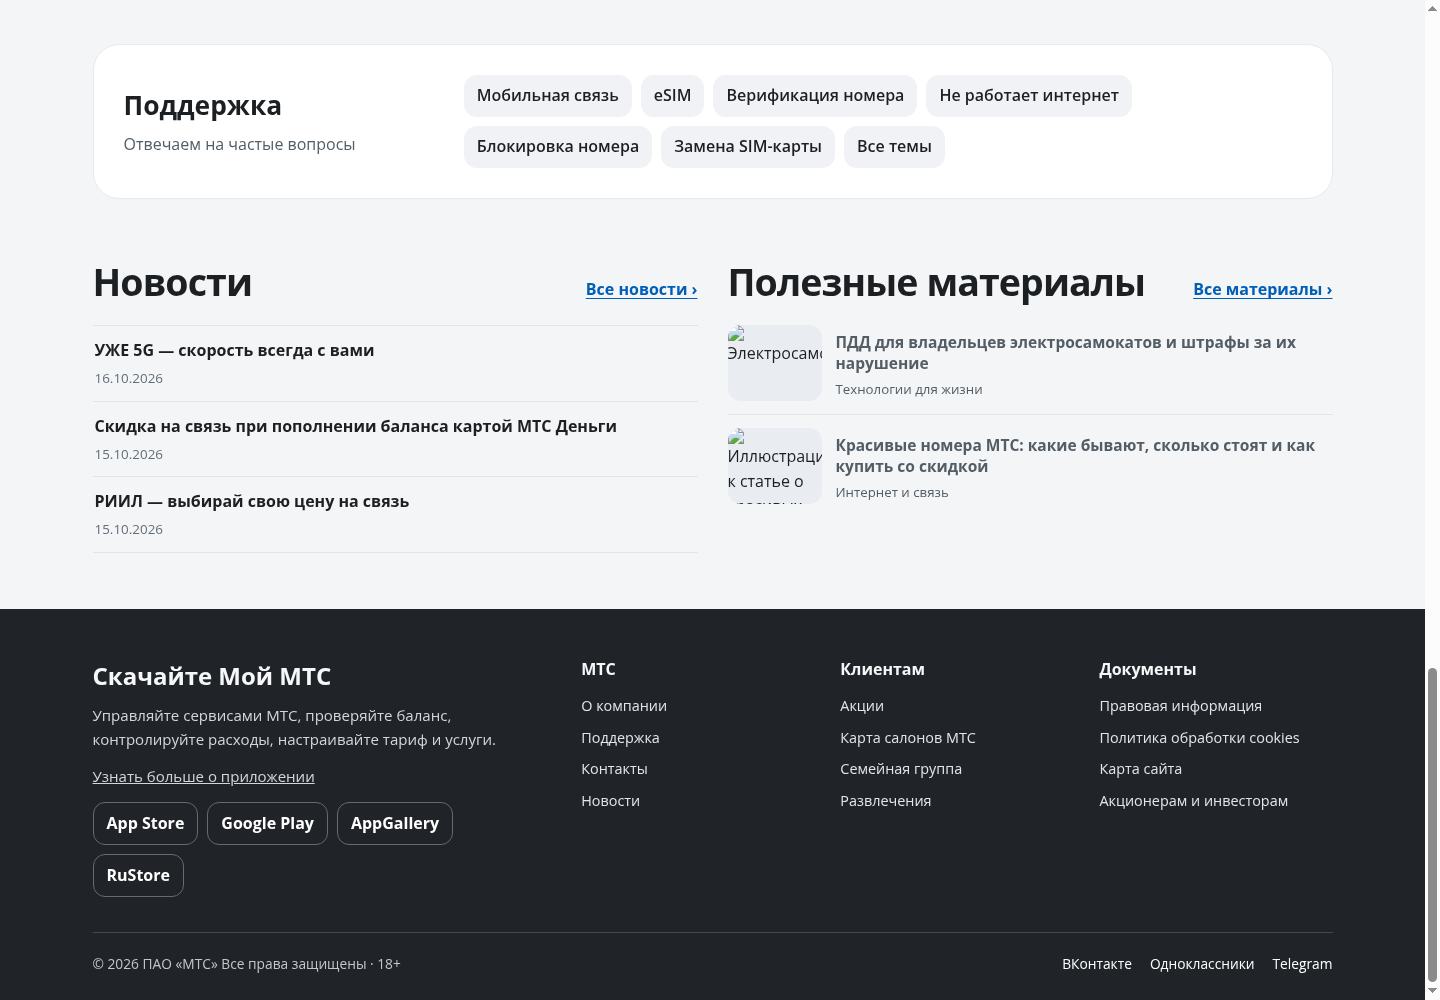 Поддержка
Отвечаем на частые вопросы
Мобильная связь
eSIM
Верификация номера
Не работает интернет
Блокировка номера
Замена SIM-карты
Все темы
Новости
Все новости ›
УЖЕ 5G — скорость всегда с вами
16.10.2026
Скидка на связь при пополнении баланса картой МТС Деньги
15.10.2026
РИИЛ — выбирай свою цену на связь
15.10.2026
Полезные материалы
Все материалы ›
ПДД для владельцев электросамокатов и штрафы за их
нарушение
Технологии для жизни
к статье о
Красивые номера МТС: какие бывают, сколько стоят и как
купить со скидкой
Интернет и связь
Скачайте Мой МТС
Управляйте сервисами МТС, проверяйте баланс,
контролируйте расходы, настраивайте тариф и услуги.
Узнать больше о приложении
App Store
Google Play
AppGallery
RuStore
МТС
О компании
Поддержка
Контакты
Новости
Клиентам
Акции
Карта салонов МТС
Семейная группа
Развлечения
Документы
Правовая информация
Политика обработки cookies
Карта сайта
Акционерам и инвесторам
© 2026 ПАО «МТС» Все права защищены · 18+
ВКонтакте
Одноклассники
Telegram